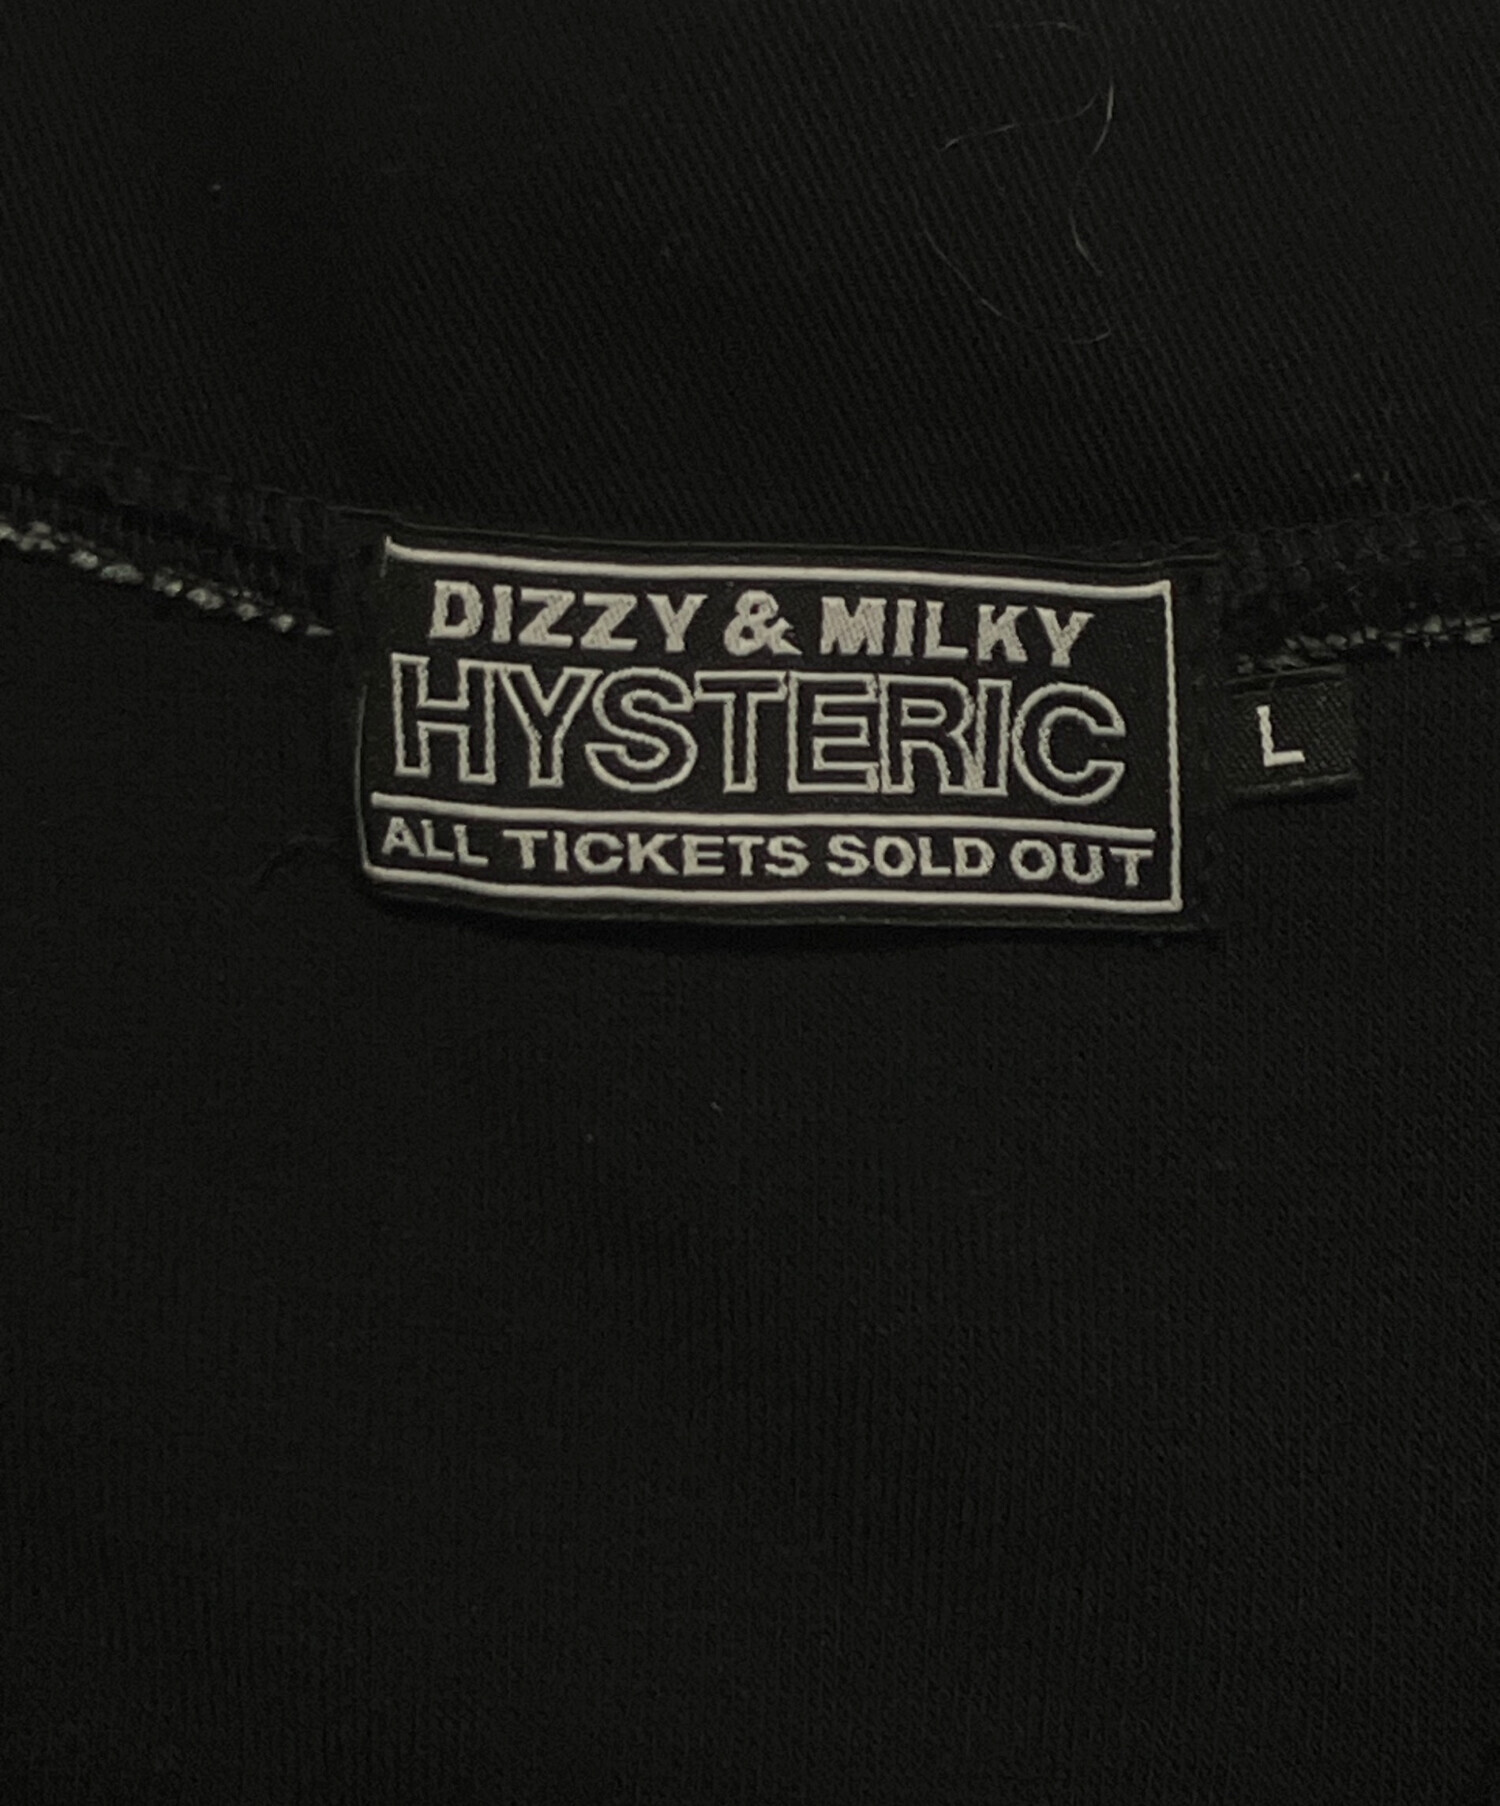 DIZZY & MILKY
HYSTERIC
ALL TICKETS SOLD OUT
L